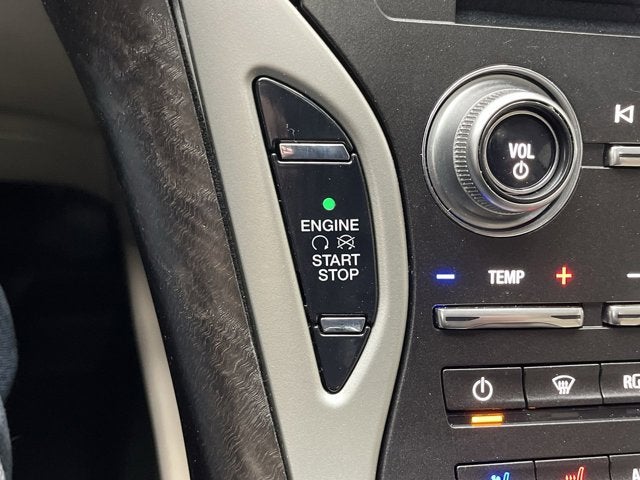 VOL
ENGINE
START
STOP
− TEMP +